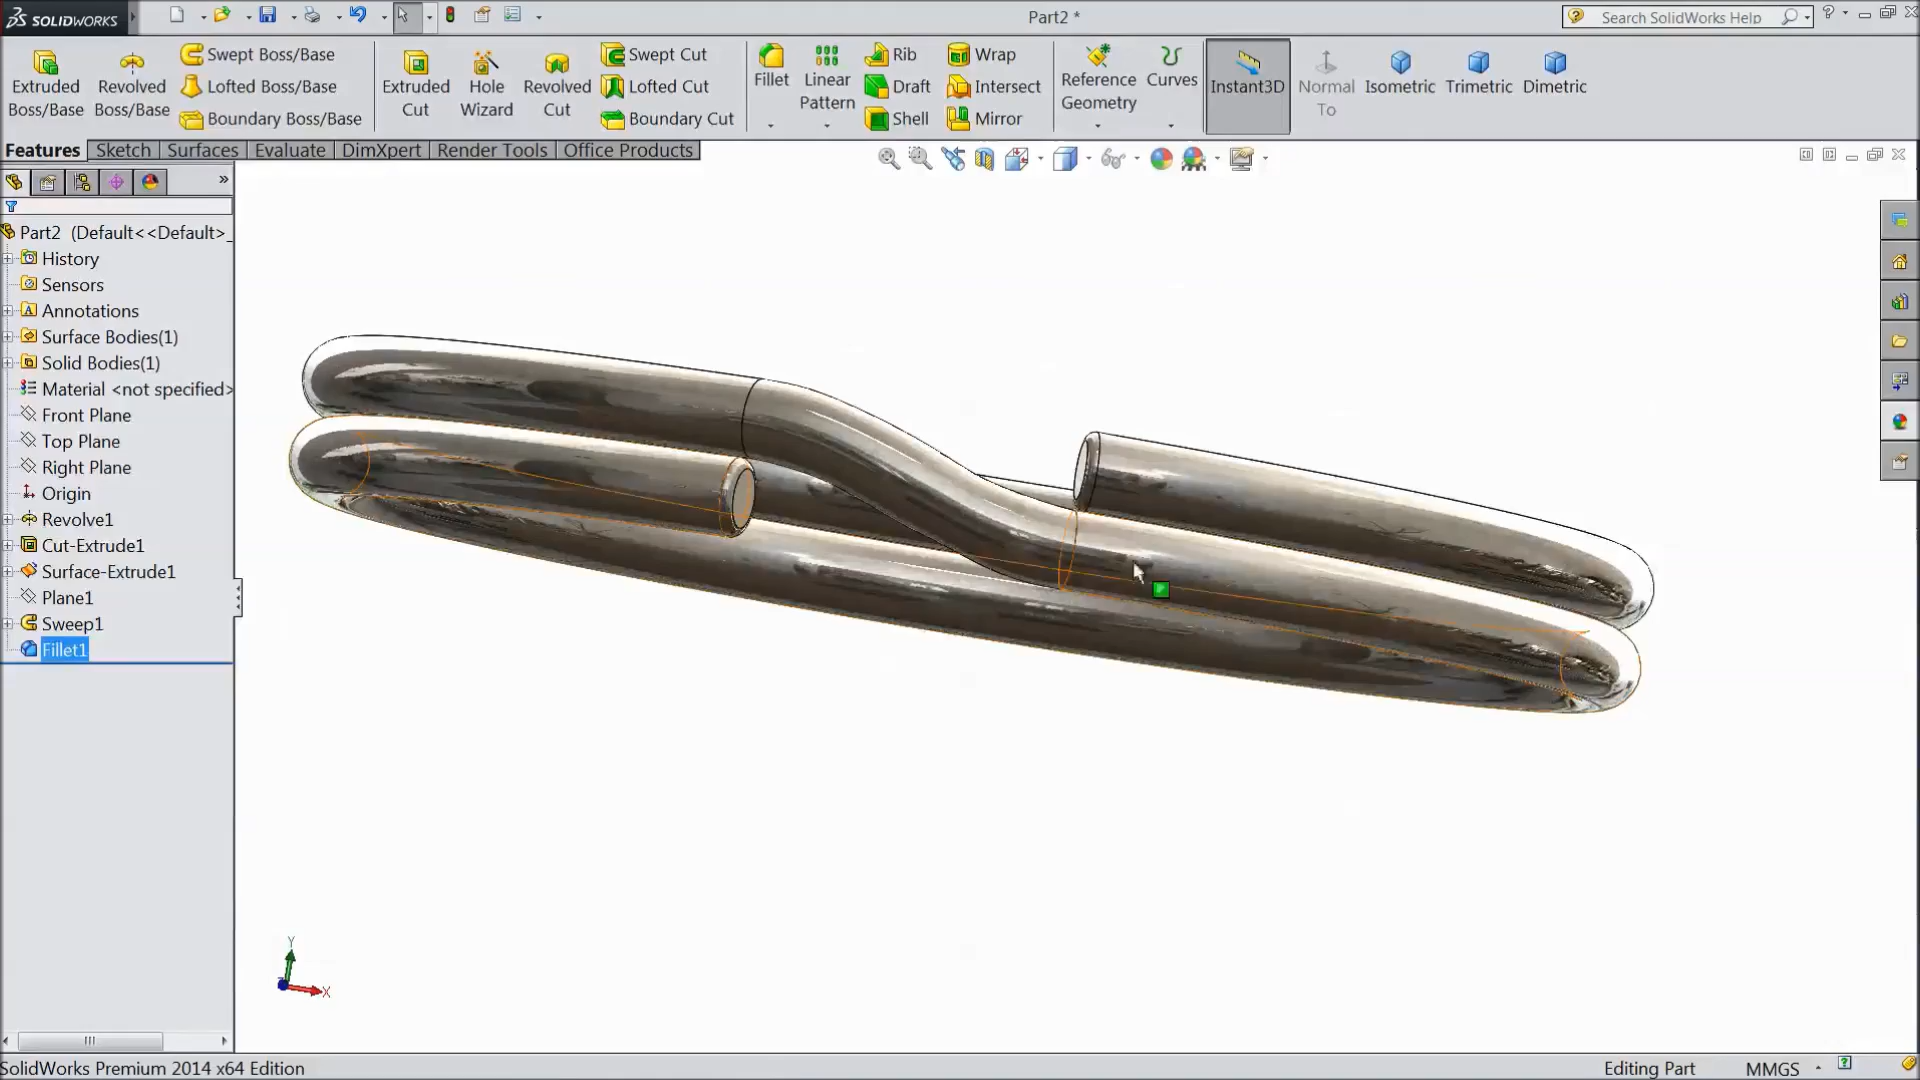 SOLIDWORKS
Part2 *
Search SolidWorks Help
Extruded Boss/Base
Revolved Boss/Base
Swept Boss/Base
Lofted Boss/Base
Boundary Boss/Base
Extruded Cut
Hole Wizard
Revolved Cut
Swept Cut
Lofted Cut
Boundary Cut
Fillet
Linear Pattern
Rib
Draft
Shell
Wrap
Intersect
Mirror
Reference Geometry
Curves
Instant3D
Normal To
Isometric
Trimetric
Dimetric
Features
Sketch
Surfaces
Evaluate
DimXpert
Render Tools
Office Products
Part2 (Default<<Default>_
History
Sensors
Annotations
Surface Bodies(1)
Solid Bodies(1)
Material <not specified>
Front Plane
Top Plane
Right Plane
Origin
Revolve1
Cut-Extrude1
Surface-Extrude1
Plane1
Sweep1
Fillet1
Y
X
SolidWorks Premium 2014 x64 Edition
Editing Part
MMGS